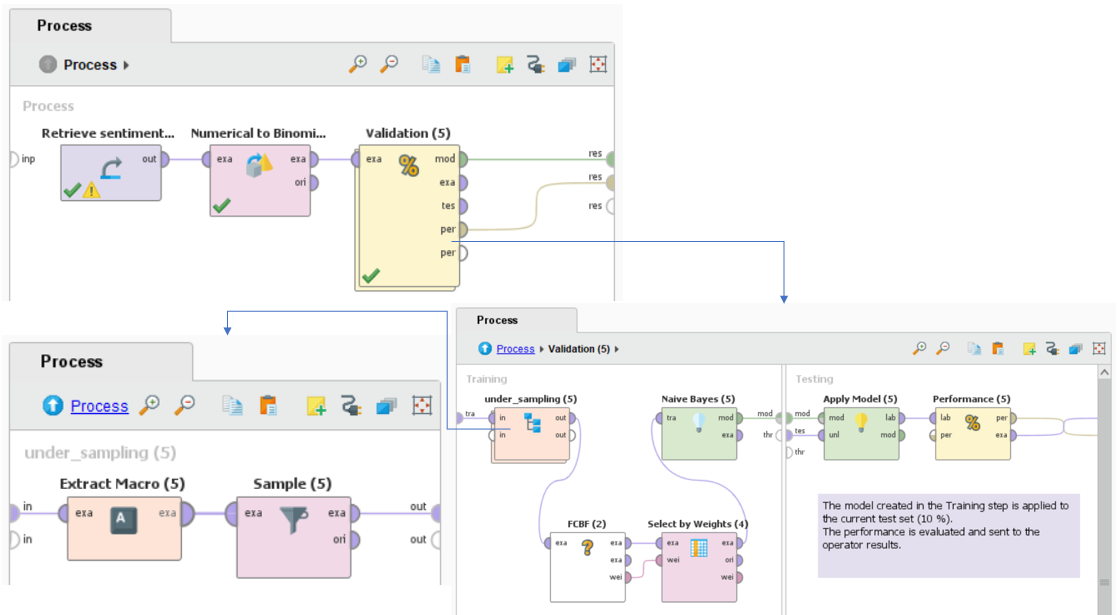 Process
Process
Process
Retrieve sentiment...
Numerical to Binomi...
Validation (5)
inp
out
exa
exa
ori
exa
mod
exa
tes
per
per
res
res
res
Process
Process
under_sampling (5)
Extract Macro (5)
Sample (5)
in
in
exa
A
exa
exa
exa
ori
out
out
Process
Process
Validation (5)
Training
Testing
under_sampling (5)
Naive Bayes (5)
Apply Model (5)
Performance (5)
tra
in
in
out
out
tra
mod
exa
mod
thr
mod
tes
thr
mod
unl
lab
mod
lab
per
per
exa
FCBF (2)
Select by Weights (4)
exa
?
exa
exa
wei
exa
wei
exa
ori
wei
The model created in the Training step is applied to
the current test set (10 %).
The performance is evaluated and sent to the
operator results.